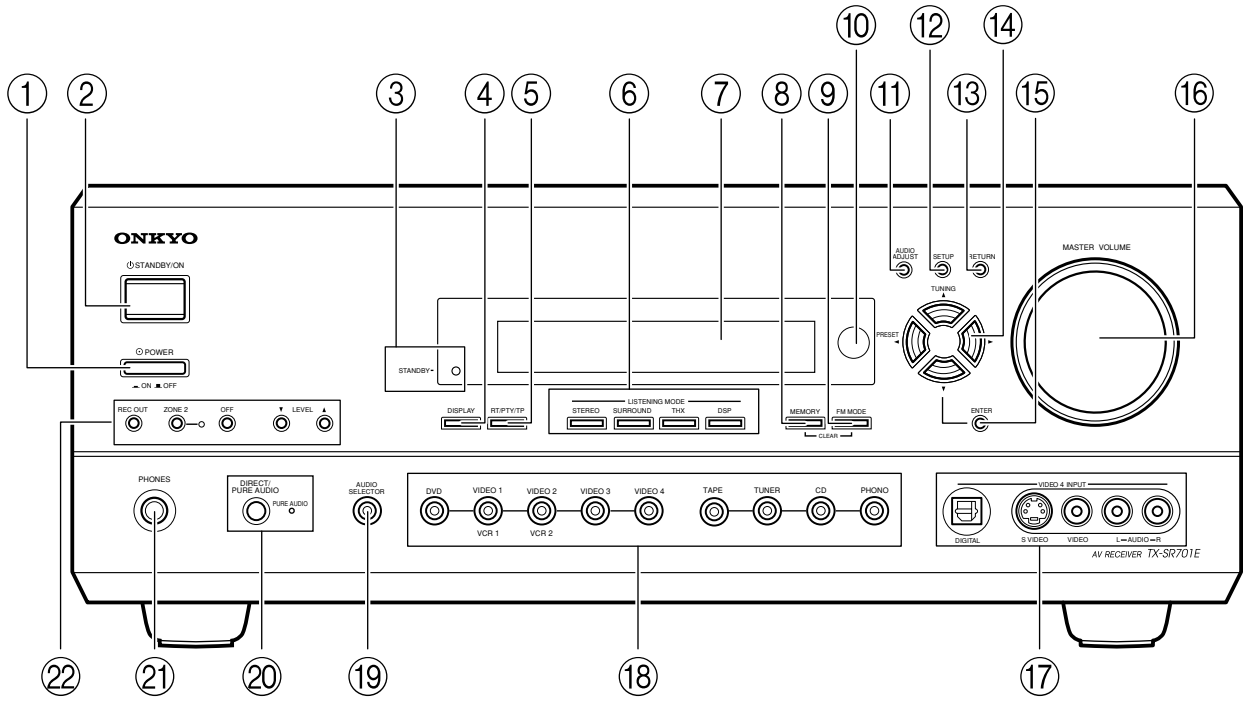 10 12 14
1 2 3 4 5 6 7 8 9 11 13 15 16
ONKYO
STANDBY/ON
POWER
ON OFF
REC OUT ZONE 2 OFF ▼ LEVEL ▲
STANDBY
DISPLAY RT/PTY/TP
LISTENING MODE
STEREO SURROUND THX DSP
MEMORY FM MODE
CLEAR
AUDIO
ADJUST
SETUP
RETURN
TUNING
▲
PRESET
◄ ►
▼
ENTER
MASTER VOLUME
PHONES
DIRECT/
PURE AUDIO
PURE AUDIO
AUDIO
SELECTOR
DVD VIDEO 1 VIDEO 2 VIDEO 3 VIDEO 4 TAPE TUNER CD PHONO
VCR 1 VCR 2
VIDEO 4 INPUT
DIGITAL S VIDEO VIDEO L AUDIO R
AV RECEIVER TX-SR701E
22 21 20 19 18 17